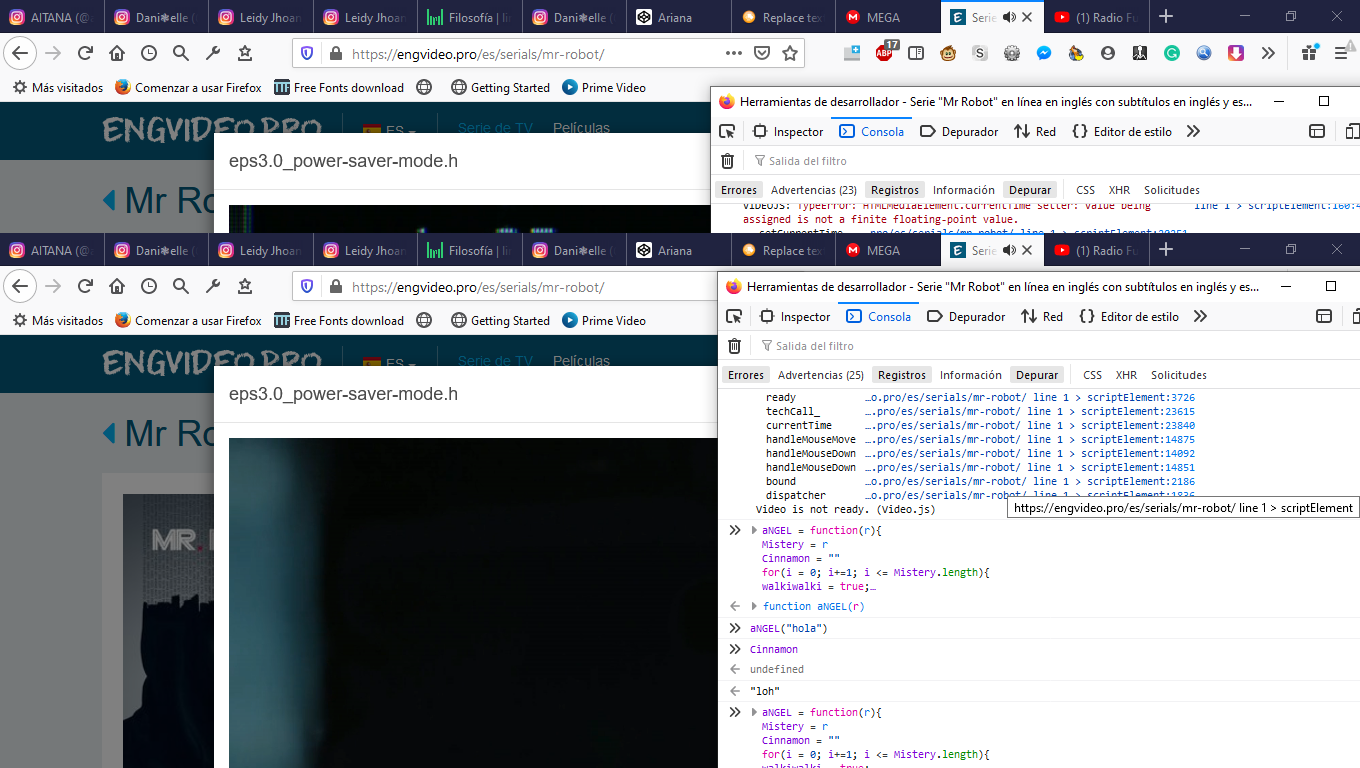 AITANA (@
Dani❃elle (
Leidy Jhoan
Leidy Jhoan
Filosofía | li
Dani❃elle (
Ariana
Replace tex
MEGA
Serie
(1) Radio Fu
https://engvideo.pro/es/serials/mr-robot/
17
ABP
S
Más visitados
Comenzar a usar Firefox
Free Fonts download
Getting Started
Prime Video
ENGVIDEO.PRO
ES
Serie de TV
Películas
Mr Ro
eps3.0_power-saver-mode.h
Herramientas de desarrollador - Serie "Mr Robot" en línea en inglés con subtítulos en inglés y es...
Inspector
Consola
Depurador
Red
Editor de estilo
Salida del filtro
Errores
Advertencias (23)
Registros
Información
Depurar
CSS
XHR
Solicitudes
VIDEOJS: TypeError: HTMLMediaElement.currentTime setter: Value being line 1 > scriptElement:160:4
assigned is not a finite floating-point value.
AITANA (@
Dani❃elle (
Leidy Jhoan
Leidy Jhoan
Filosofía | li
Dani❃elle (
Ariana
Replace tex
MEGA
Serie
(1) Radio Fu
https://engvideo.pro/es/serials/mr-robot/
Más visitados
Comenzar a usar Firefox
Free Fonts download
Getting Started
Prime Video
ENGVIDEO.PRO
ES
Serie de TV
Películas
Mr Ro
eps3.0_power-saver-mode.h
MR.
Herramientas de desarrollador - Serie "Mr Robot" en línea en inglés con subtítulos en inglés y es...
Inspector
Consola
Depurador
Red
Editor de estilo
Salida del filtro
Errores
Advertencias (25)
Registros
Información
Depurar
CSS
XHR
Solicitudes
ready …o.pro/es/serials/mr-robot/ line 1 > scriptElement:3726
techCall_ ….pro/es/serials/mr-robot/ line 1 > scriptElement:23615
currentTime ….pro/es/serials/mr-robot/ line 1 > scriptElement:23840
handleMouseMove ….pro/es/serials/mr-robot/ line 1 > scriptElement:14875
handleMouseDown ….pro/es/serials/mr-robot/ line 1 > scriptElement:14092
handleMouseDown ….pro/es/serials/mr-robot/ line 1 > scriptElement:14851
bound ….pro/es/serials/mr-robot/ line 1 > scriptElement:2186
dispatcher …o.pro/es/serials/mr-robot/ line 1 > scriptElement:1836
Video is not ready. (Video.js)
https://engvideo.pro/es/serials/mr-robot/ line 1 > scriptElement
aNGEL = function(r){
Mistery = r
Cinnamon = ""
for(i = 0; i+=1; i <= Mistery.length){
walkiwalki = true;…
function aNGEL(r)
aNGEL("hola")
Cinnamon
undefined
"loh"
aNGEL = function(r){
Mistery = r
Cinnamon = ""
for(i = 0; i+=1; i <= Mistery.length){
walkiwalki = true;